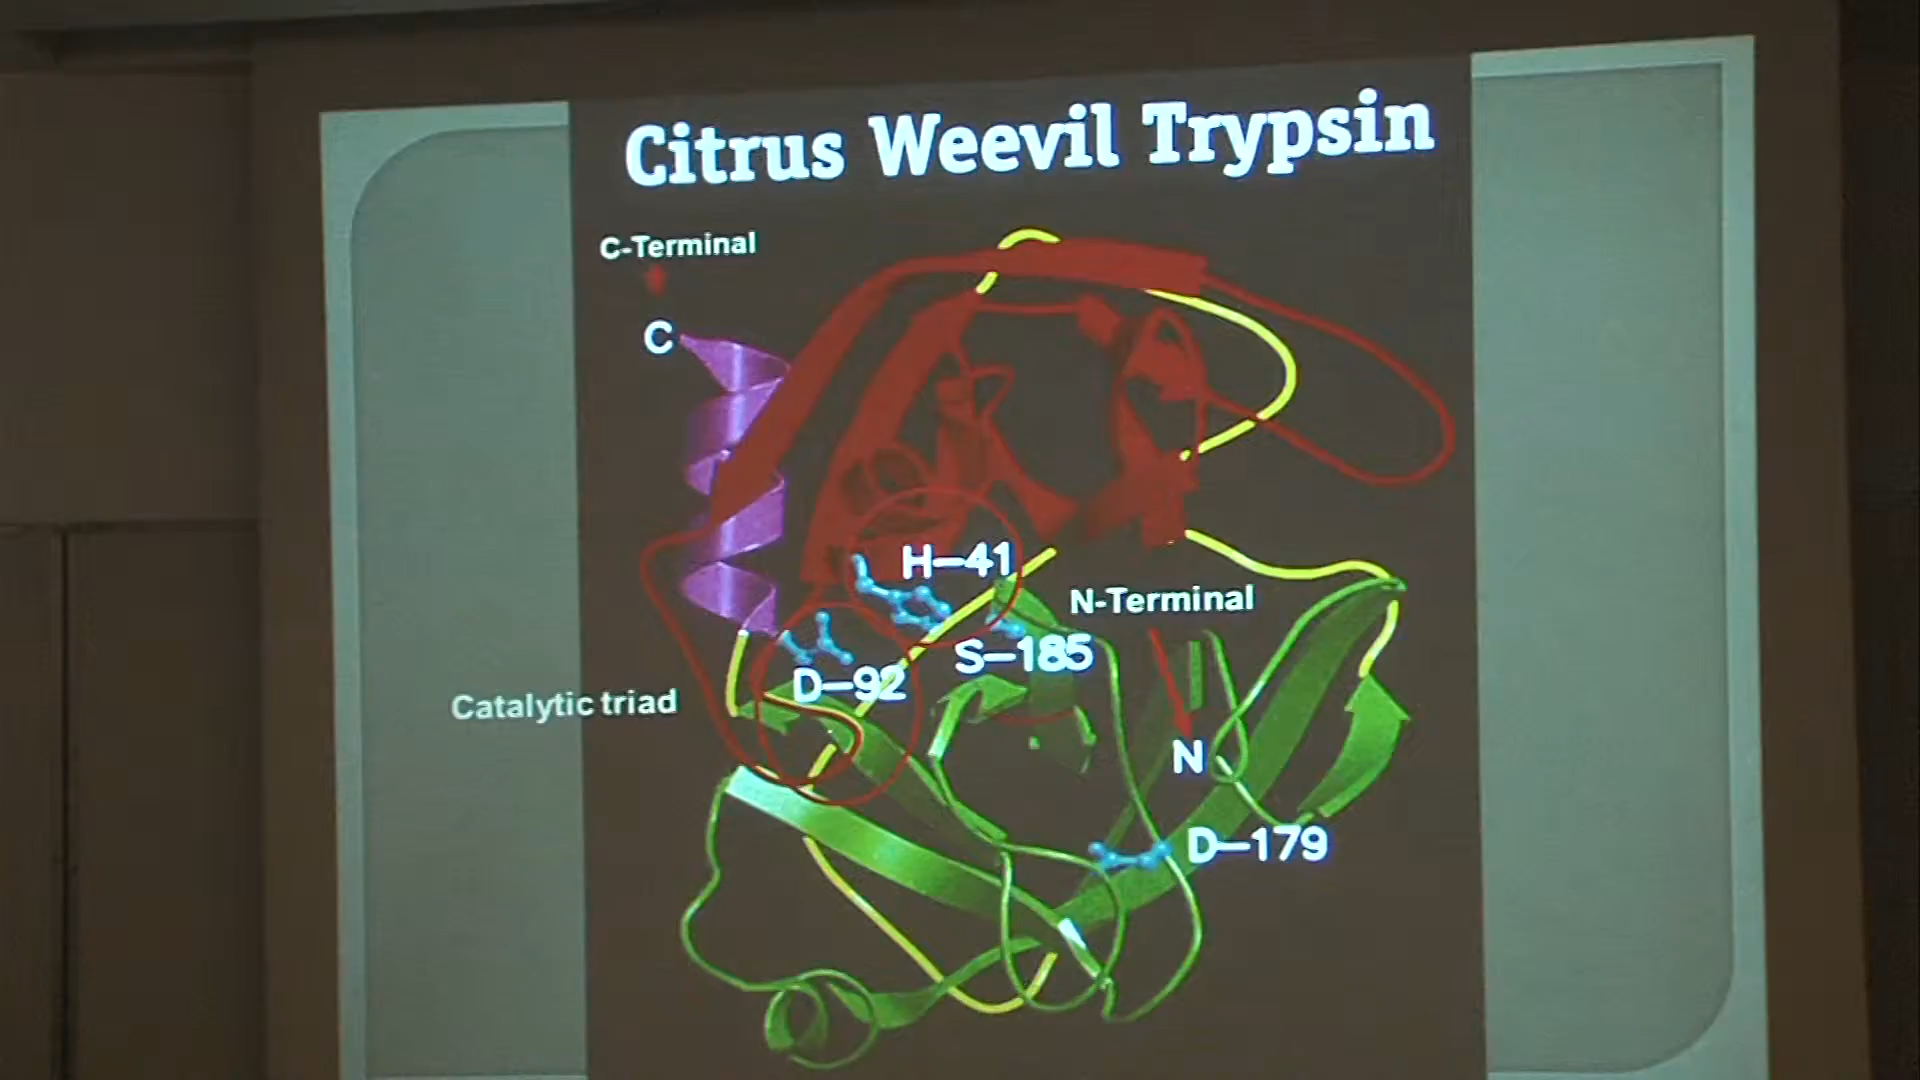 Citrus Weevil Trypsin
C-Terminal
C
H–41
N-Terminal
S–185
D–92
Catalytic triad
N
D–179